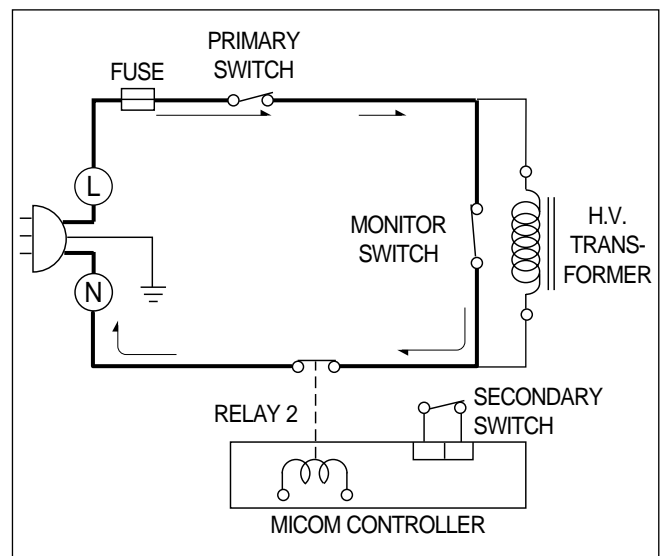 PRIMARY
SWITCH
FUSE
L
MONITOR
SWITCH
H.V.
TRANS-
FORMER
N
RELAY 2
SECONDARY
SWITCH
MICOM CONTROLLER